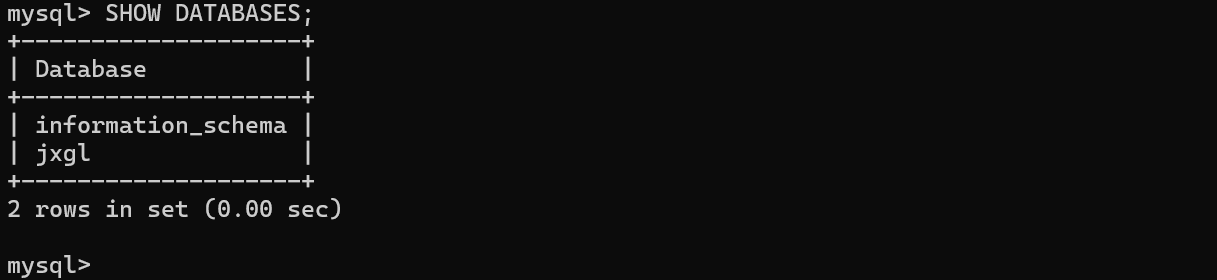 mysql> SHOW DATABASES;
+--------------------+
| Database           |
+--------------------+
| information_schema |
| jxgl               |
+--------------------+
2 rows in set (0.00 sec)
mysql>